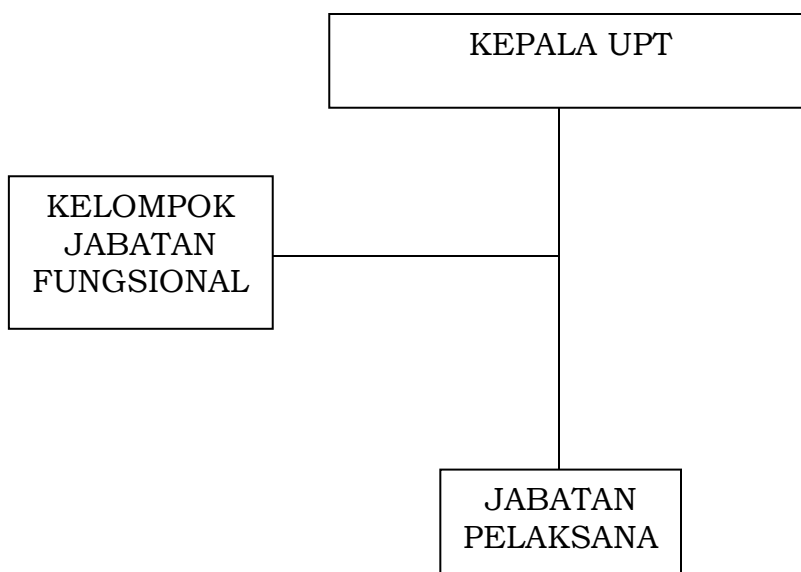 KEPALA UPT
KELOMPOK
JABATAN
FUNGSIONAL
JABATAN
PELAKSANA